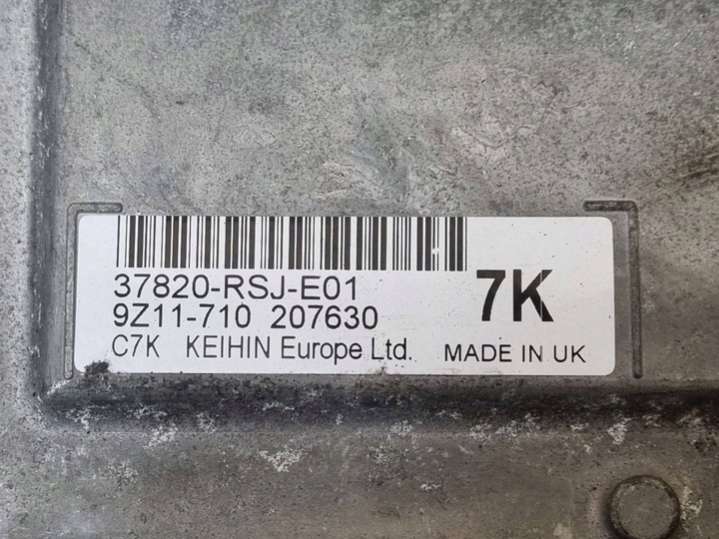 37820-RSJ-E01
9Z11-710 207630
7K
C7K KEIHIN Europe Ltd. MADE IN UK